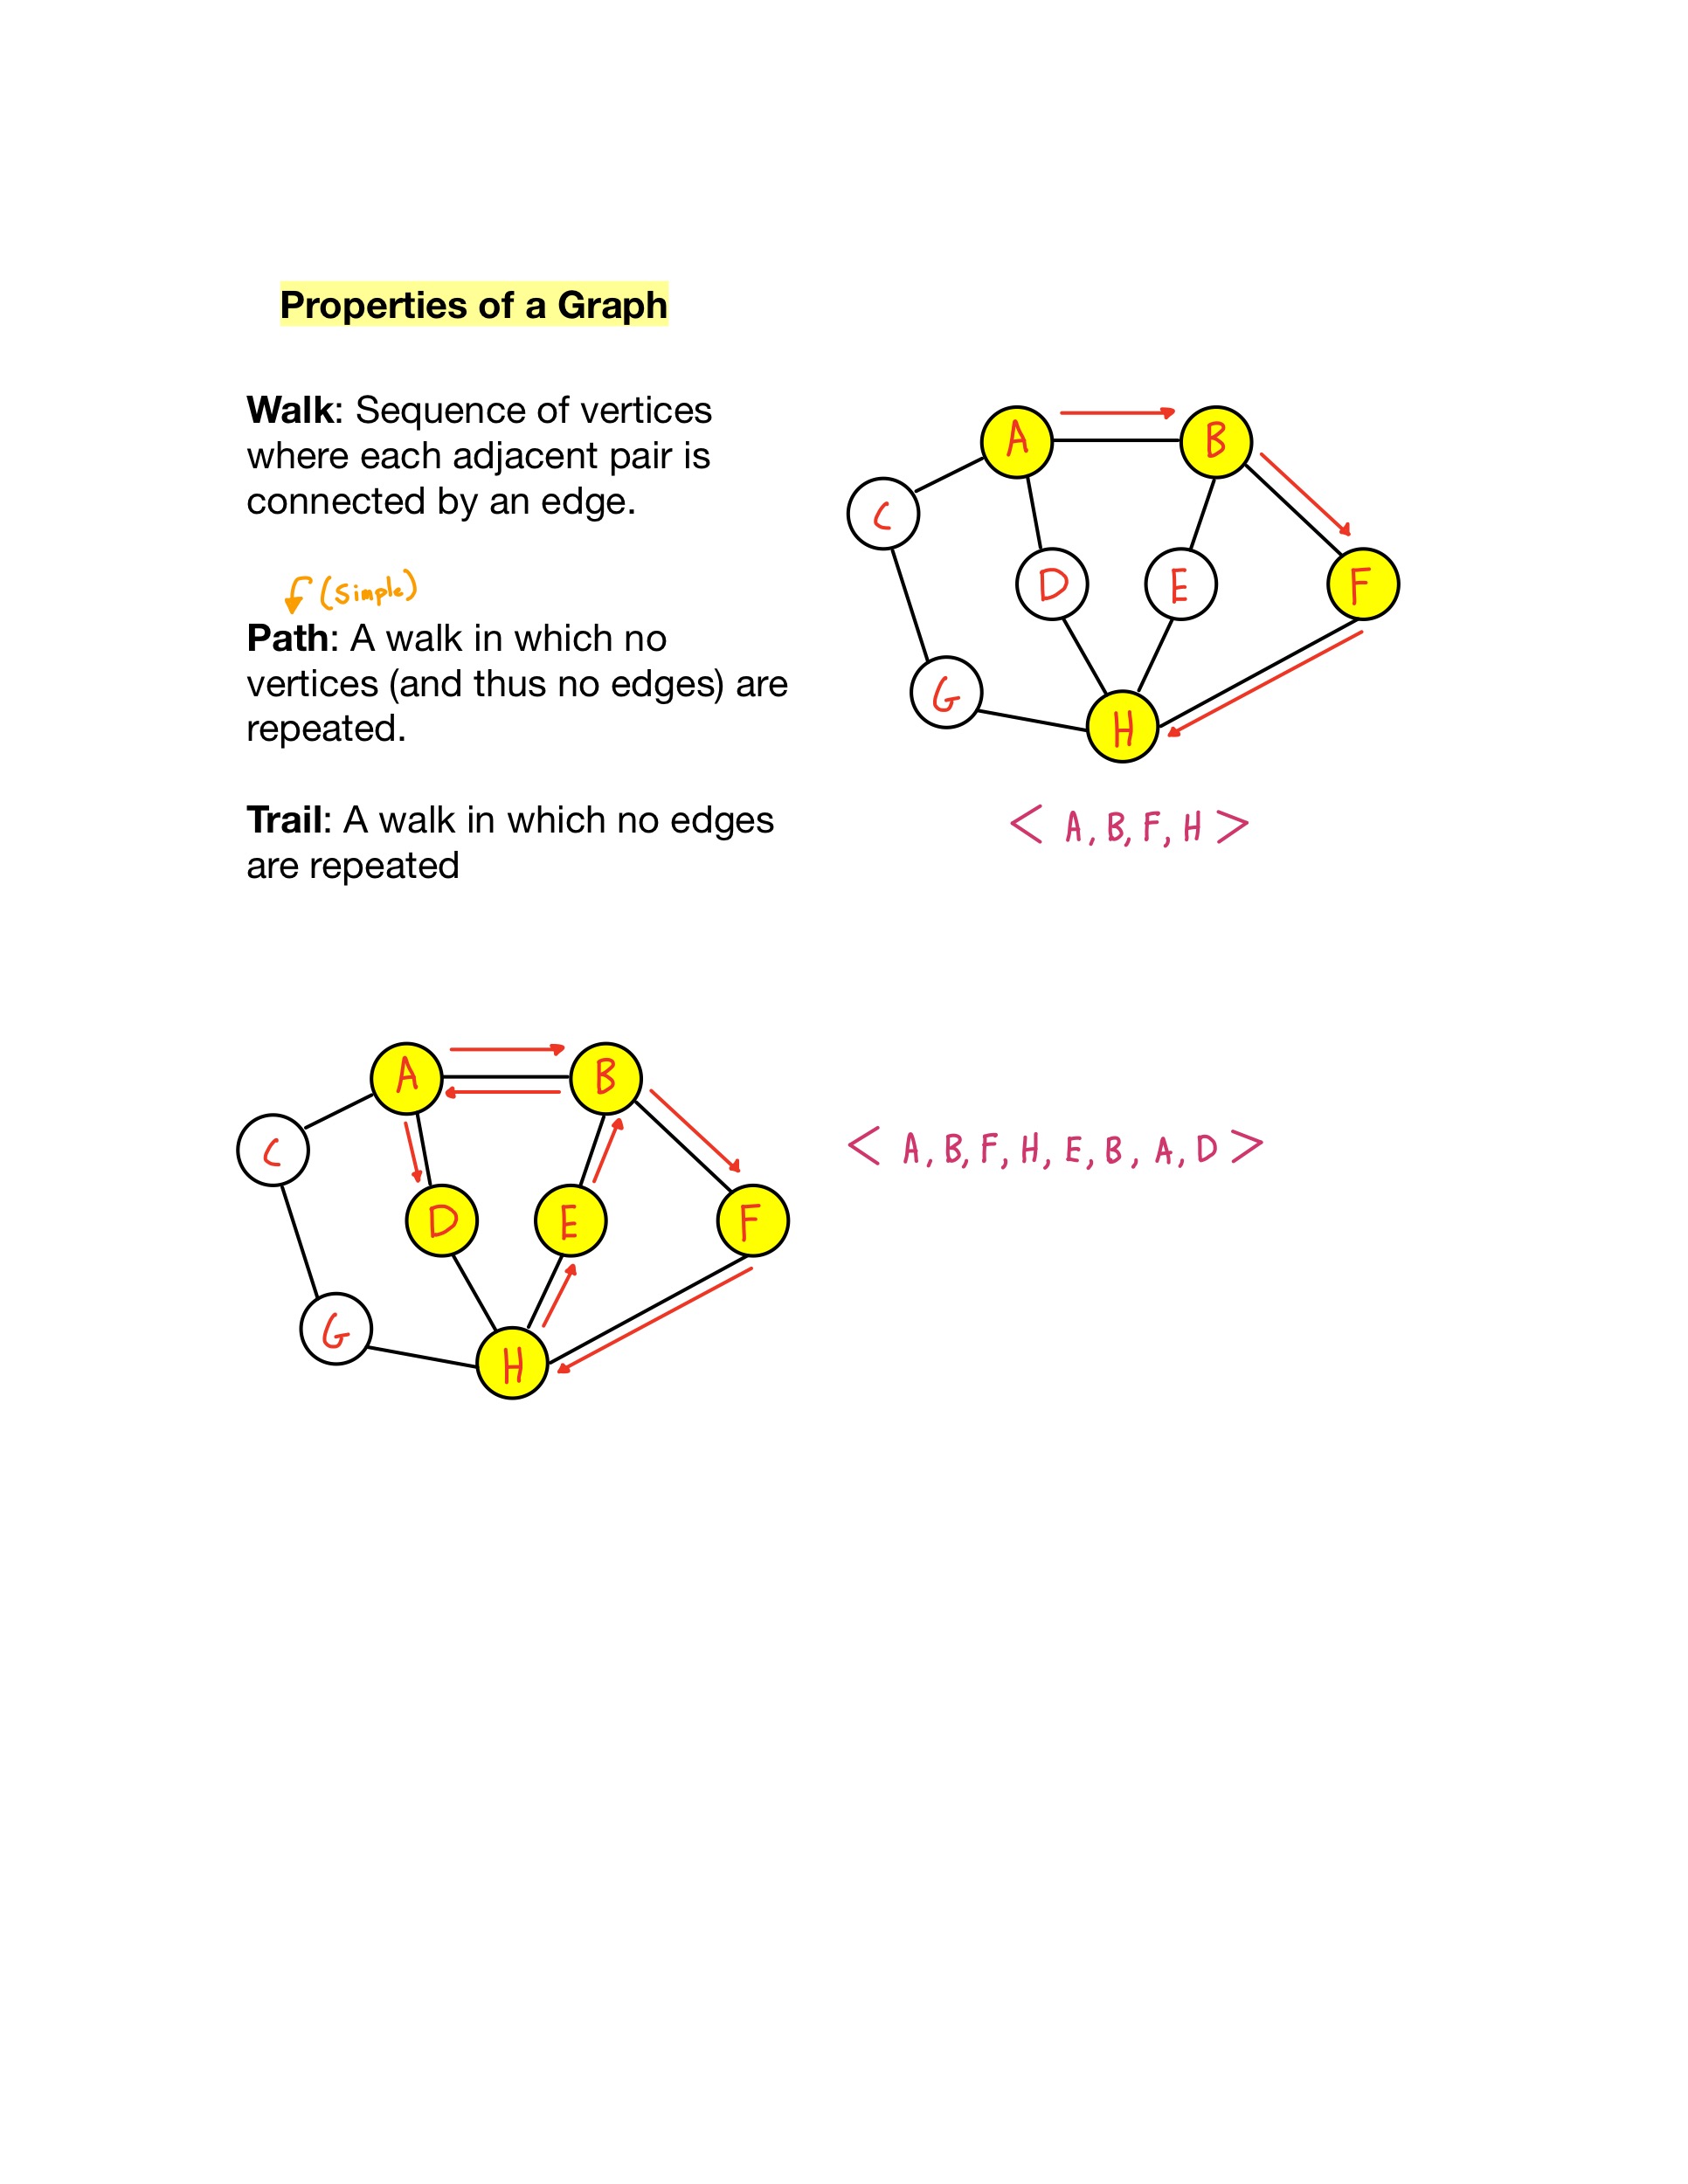 Properties of a Graph
Walk: Sequence of vertices
where each adjacent pair is
connected by an edge.
(simple)
Path: A walk in which no
vertices (and thus no edges) are
repeated.
Trail: A walk in which no edges
are repeated
A
B
C
D
E
F
G
H
< A, B, F, H >
A
B
C
D
E
F
G
H
< A, B, F, H, E, B, A, D >